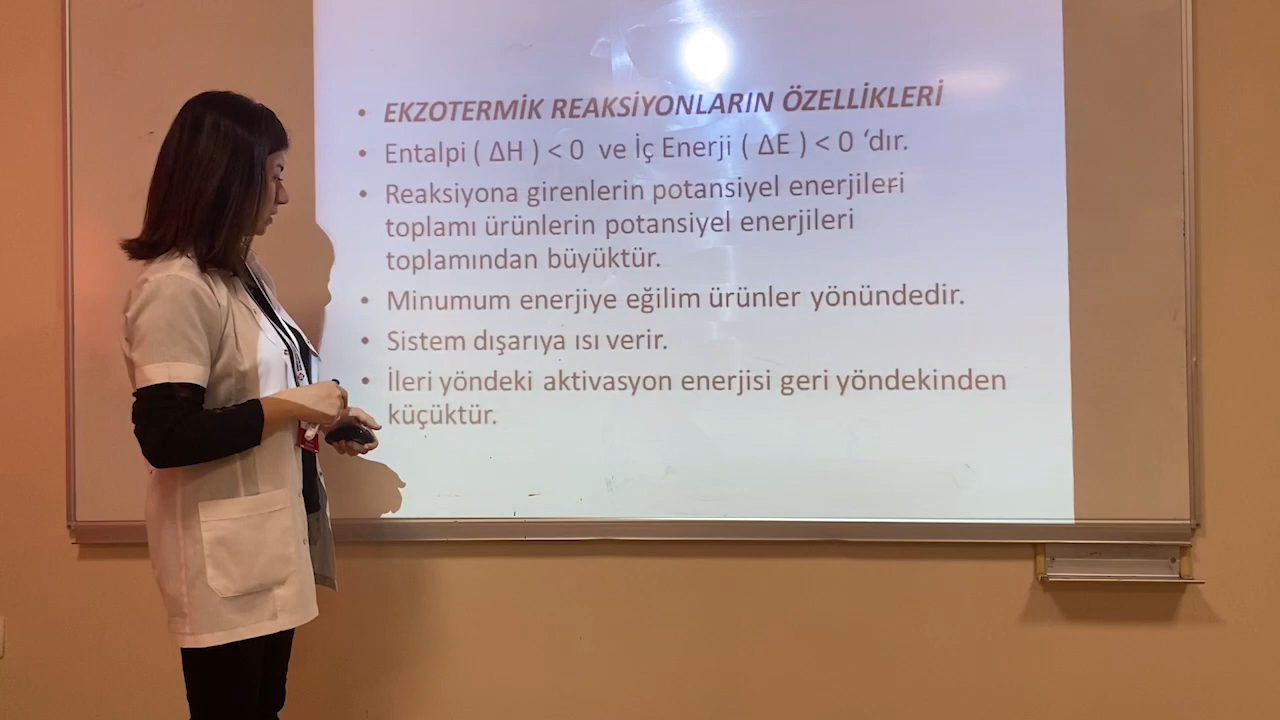 • EKZOTERMİK REAKSİYONLARIN ÖZELLİKLERİ
• Entalpi ( ΔH ) < 0 ve İç Enerji ( ΔE ) < 0 ‘dır.
• Reaksiyona girenlerin potansiyel enerjileri
toplamı ürünlerin potansiyel enerjileri
toplamından büyüktür.
• Minumum enerjiye eğilim ürünler yönündedir.
• Sistem dışarıya ısı verir.
• İleri yöndeki aktivasyon enerjisi geri yöndekinden
küçüktür.